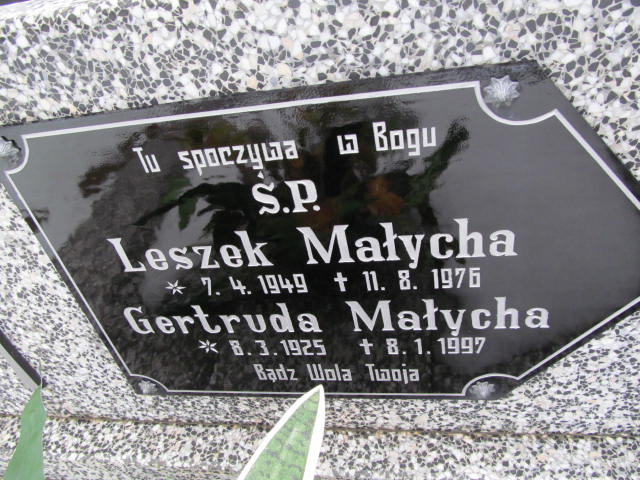 Tu spoczywa w Bogu
Ś.P.
Leszek Małycha
* 7. 4. 1949 † 11. 8. 1976
Gertruda Małycha
* 8. 3. 1925 † 8. 1. 1997
Bądz Wola Twoja